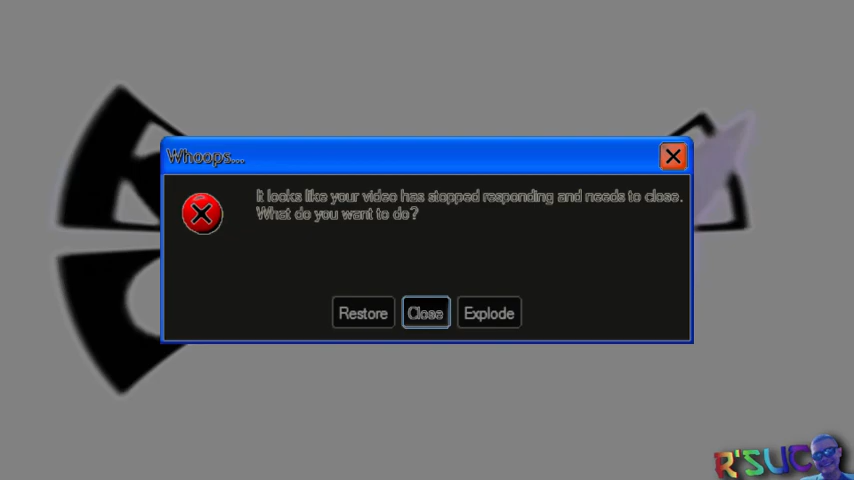 Whoops...
It looks like your video has stopped responding and needs to close.
What do you want to do?
Restore Close Explode
R'SUC